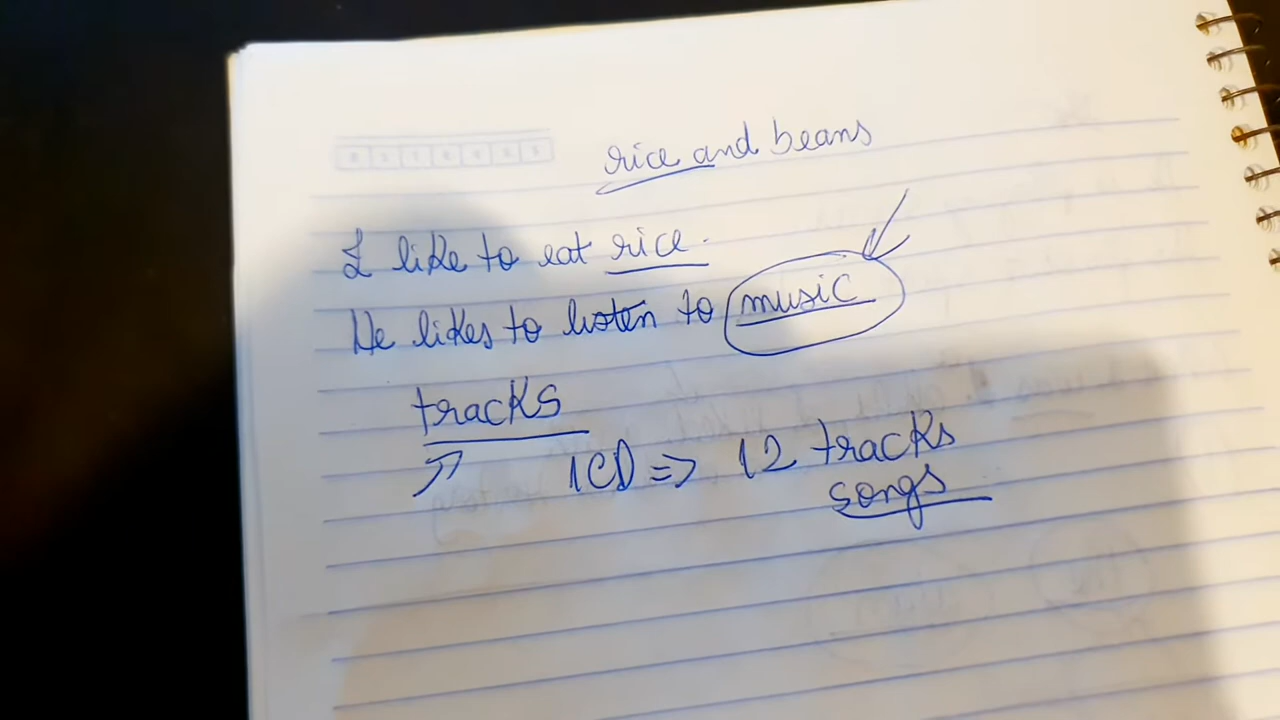 rice and beans
I like to eat rice.
He likes to listen to music
tracks
1CD => 12 tracks
songs